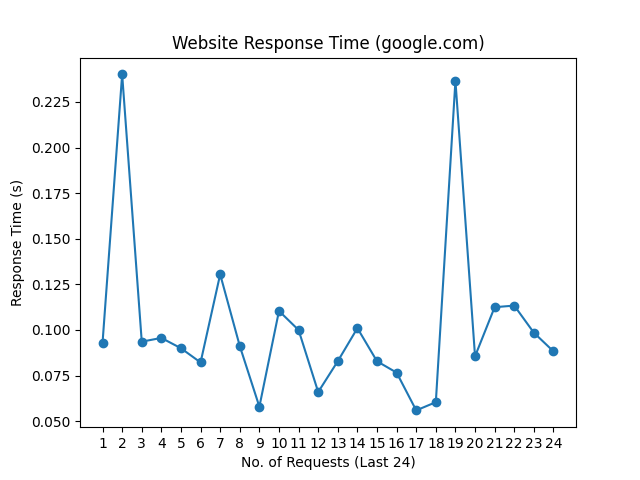 Website Response Time (google.com)
Response Time (s)
0.225
0.200
0.175
0.150
0.125
0.100
0.075
0.050
1 2 3 4 5 6 7 8 9 10 11 12 13 14 15 16 17 18 19 20 21 22 23 24
No. of Requests (Last 24)